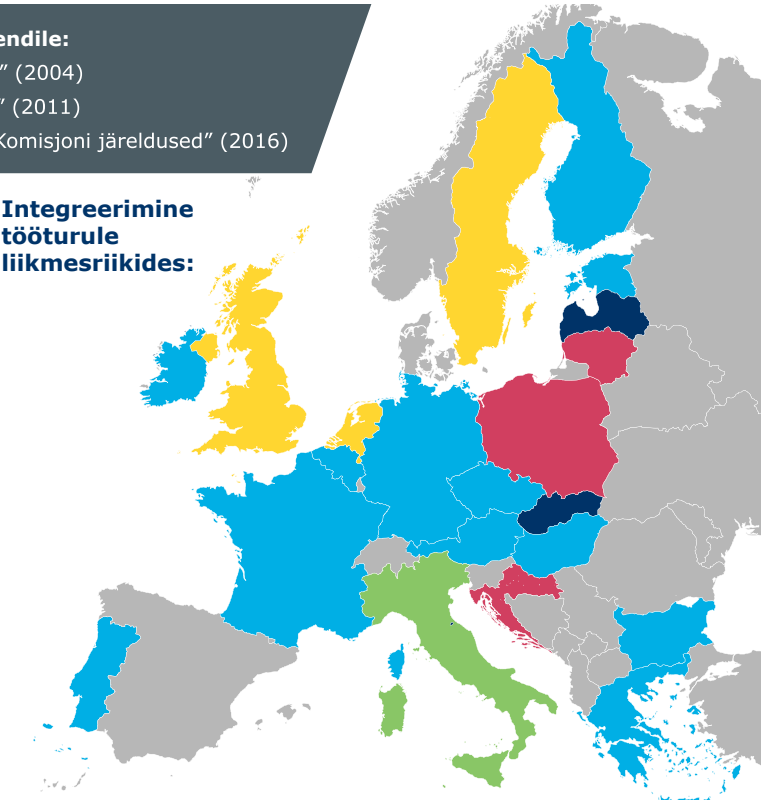 endile:
” (2004)
” (2011)
Komisjoni järeldused” (2016)
Integreerimine
tööturule
liikmesriikides: